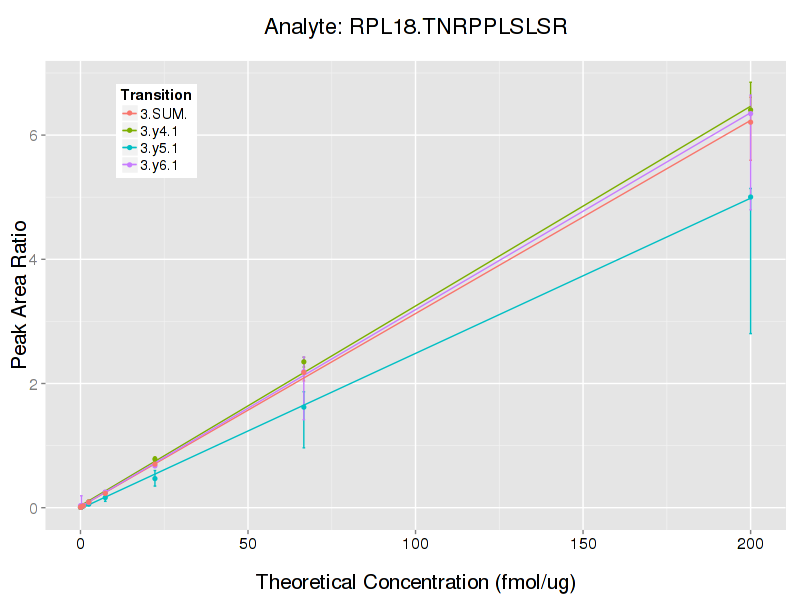 Analyte: RPL18.TNRPPLSLSR
Transition
3.SUM.
3.y4.1
3.y5.1
3.y6.1
6
4
2
0
Peak Area Ratio
0 50 100 150 200
Theoretical Concentration (fmol/ug)